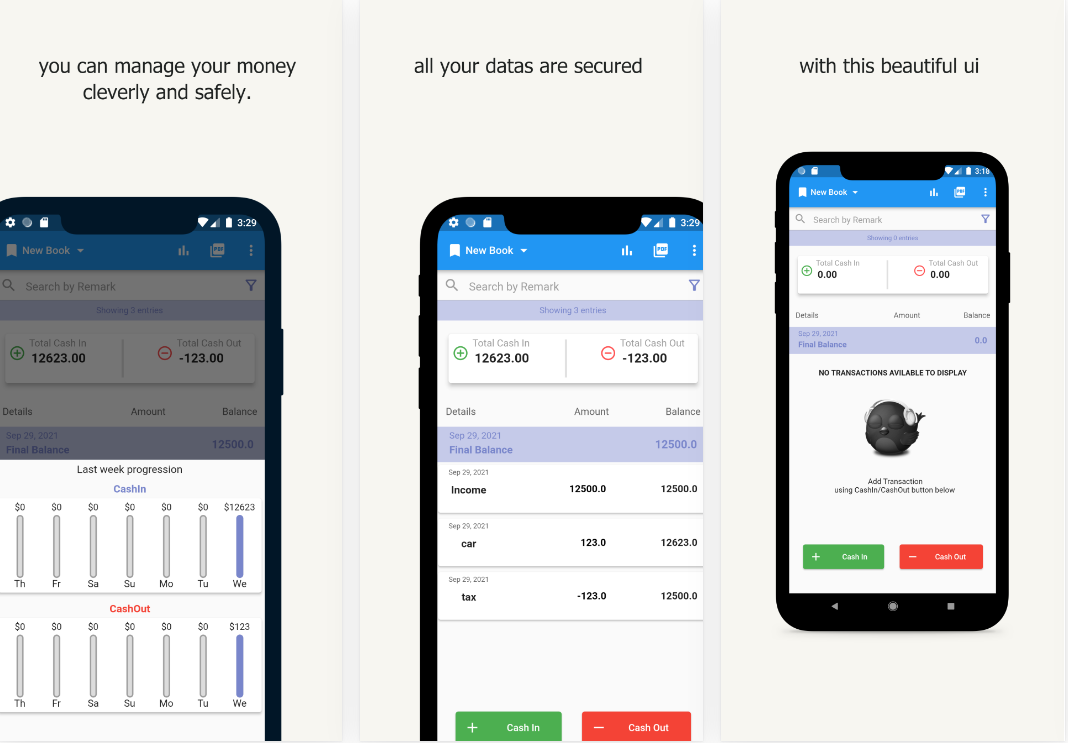 you can manage your money
cleverly and safely.
3:29
New Book
PDF
Search by Remark
Showing 3 entries
Total Cash In
12623.00
Total Cash Out
-123.00
Details Amount Balance
Sep 29, 2021
Final Balance 12500.0
Last week progression
CashIn
$0 $0 $0 $0 $0 $0 $12623
Th Fr Sa Su Mo Tu We
CashOut
$0 $0 $0 $0 $0 $0 $123
Th Fr Sa Su Mo Tu We
all your datas are secured
3:29
New Book
PDF
Search by Remark
Showing 3 entries
Total Cash In
12623.00
Total Cash Out
-123.00
Details Amount Balance
Sep 29, 2021
Final Balance 12500.0
Sep 29, 2021
Income 12500.0 12500.0
Sep 29, 2021
car 123.0 12623.0
Sep 29, 2021
tax -123.0 12500.0
Cash In Cash Out
with this beautiful ui
3:18
New Book
PDF
Search by Remark
Showing 0 entries
Total Cash In
0.00
Total Cash Out
0.00
Details Amount Balance
Sep 29, 2021
Final Balance 0.0
NO TRANSACTIONS AVILABLE TO DISPLAY
Add Transaction
using CashIn/CashOut button below
Cash In Cash Out